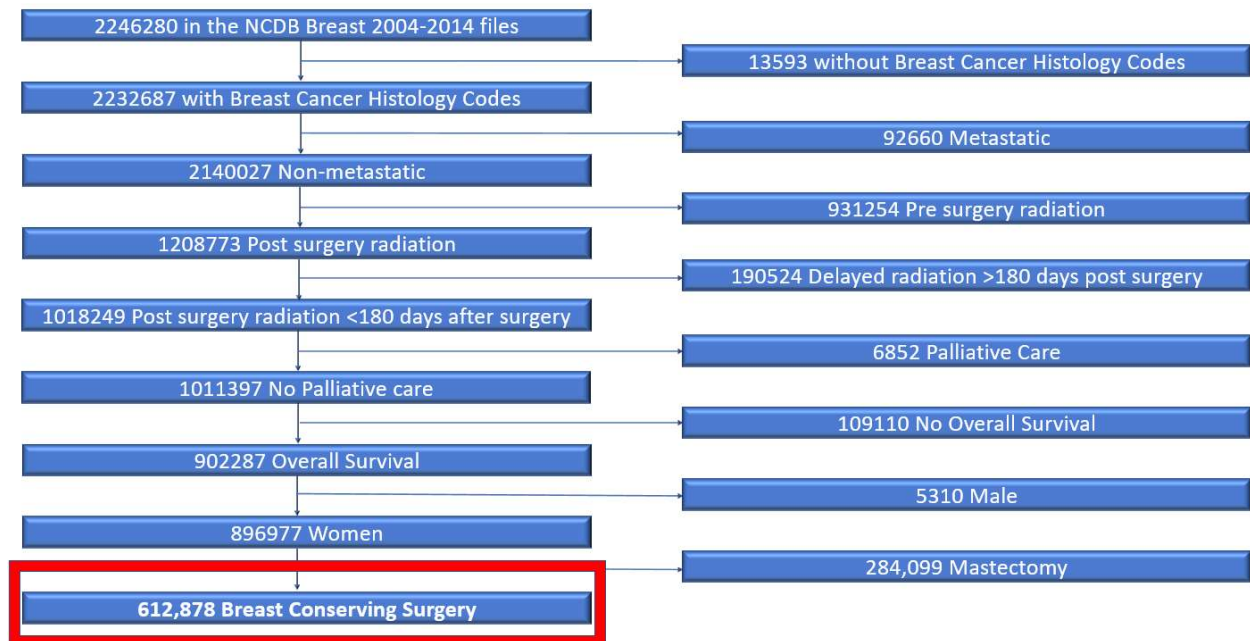 2246280 in the NCDB Breast 2004-2014 files
13593 without Breast Cancer Histology Codes
2232687 with Breast Cancer Histology Codes
92660 Metastatic
2140027 Non-metastatic
931254 Pre surgery radiation
1208773 Post surgery radiation
190524 Delayed radiation >180 days post surgery
1018249 Post surgery radiation <180 days after surgery
6852 Palliative Care
1011397 No Palliative care
109110 No Overall Survival
902287 Overall Survival
5310 Male
896977 Women
284,099 Mastectomy
612,878 Breast Conserving Surgery